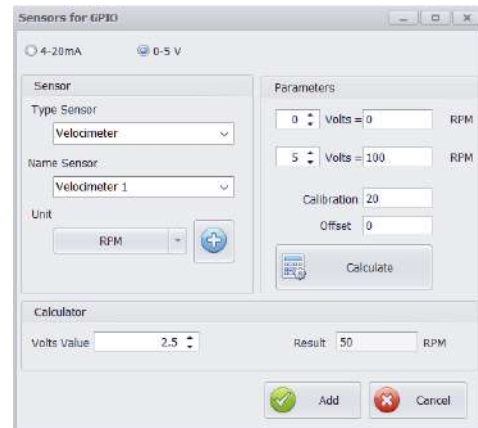 Sensors for GPIO
4-20mA 0-5 V
Sensor
Type Sensor
Velocimeter
Name Sensor
Velocimeter 1
Unit
RPM
Parameters
0 Volts = 0 RPM
5 Volts = 100 RPM
Calibration 20
Offset 0
Calculate
Calculator
Volts Value 2.5 Result 50 RPM
Add Cancel